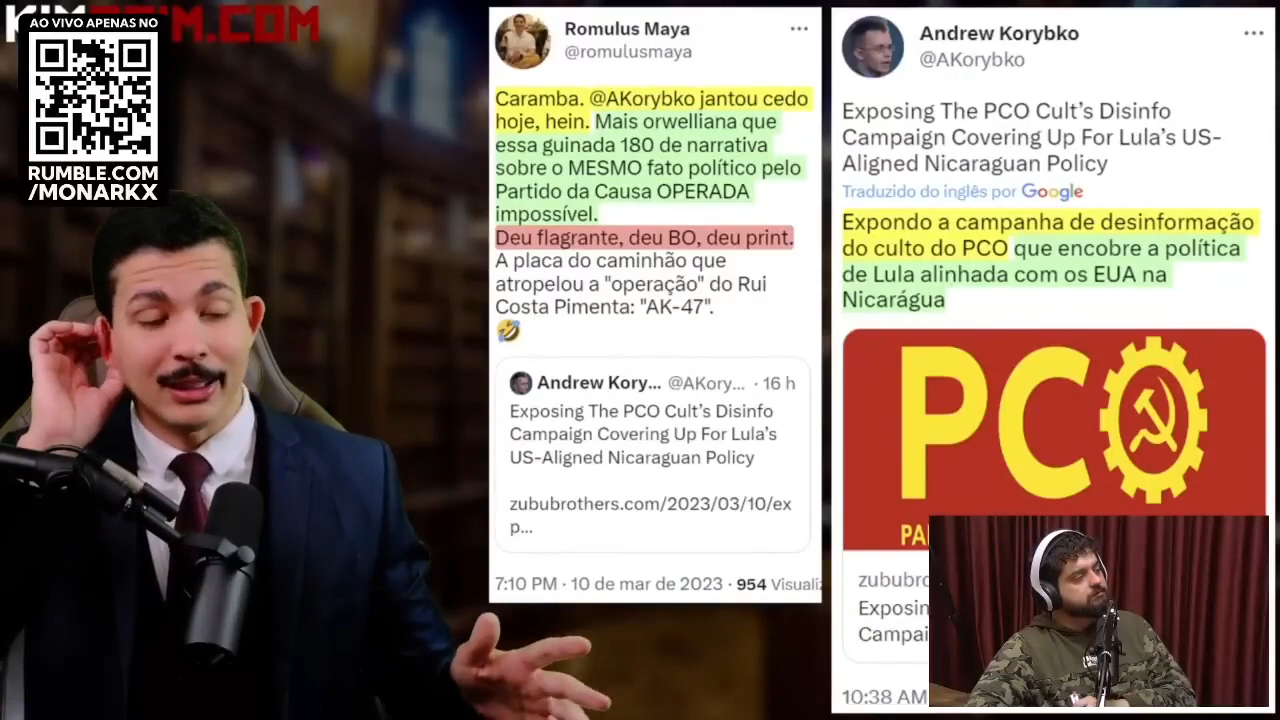 AO VIVO APENAS NO
RUMBLE.COM
/MONARKX
Romulus Maya
@romulusmaya
Caramba. @AKorybko jantou cedo
hoje, hein. Mais orwelliana que
essa guinada 180 de narrativa
sobre o MESMO fato político pelo
Partido da Causa OPERADA
impossível.
Deu flagrante, deu BO, deu print.
A placa do caminhão que
atropelou a "operação" do Rui
Costa Pimenta: "AK-47".
Andrew Kory... @AKory... · 16 h
Exposing The PCO Cult's Disinfo
Campaign Covering Up For Lula's
US-Aligned Nicaraguan Policy
zububrothers.com/2023/03/10/ex
p...
7:10 PM · 10 de mar de 2023 · 954 Visualiz
Andrew Korybko
@AKorybko
Exposing The PCO Cult's Disinfo
Campaign Covering Up For Lula's US-
Aligned Nicaraguan Policy
Traduzido do inglês por Google
Expondo a campanha de desinformação
do culto do PCO que encobre a política
de Lula alinhada com os EUA na
Nicarágua
PCO
PA
zububro
Exposin
Campai
10:38 AM